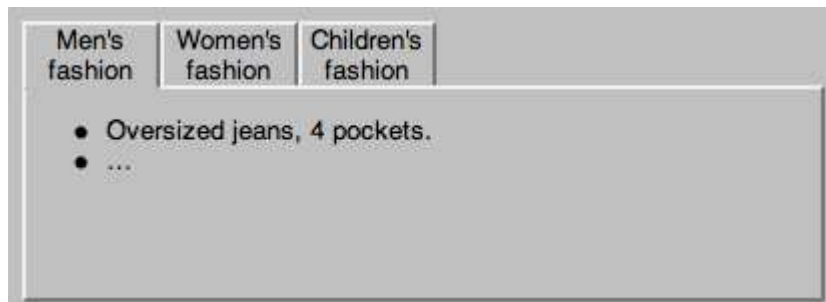 Men's
fashion
Women's
fashion
Children's
fashion
Oversized jeans, 4 pockets.
...